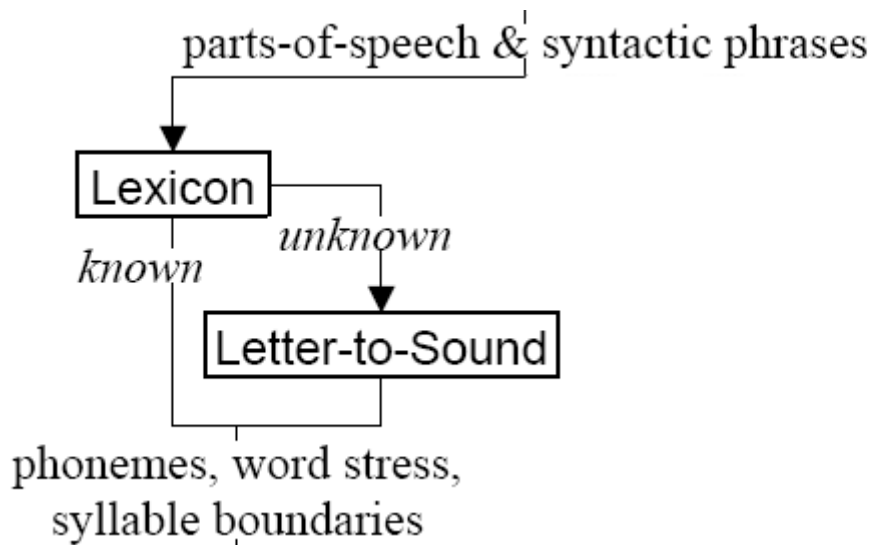 parts-of-speech & syntactic phrases
Lexicon
unknown
known
Letter-to-Sound
phonemes, word stress,
syllable boundaries